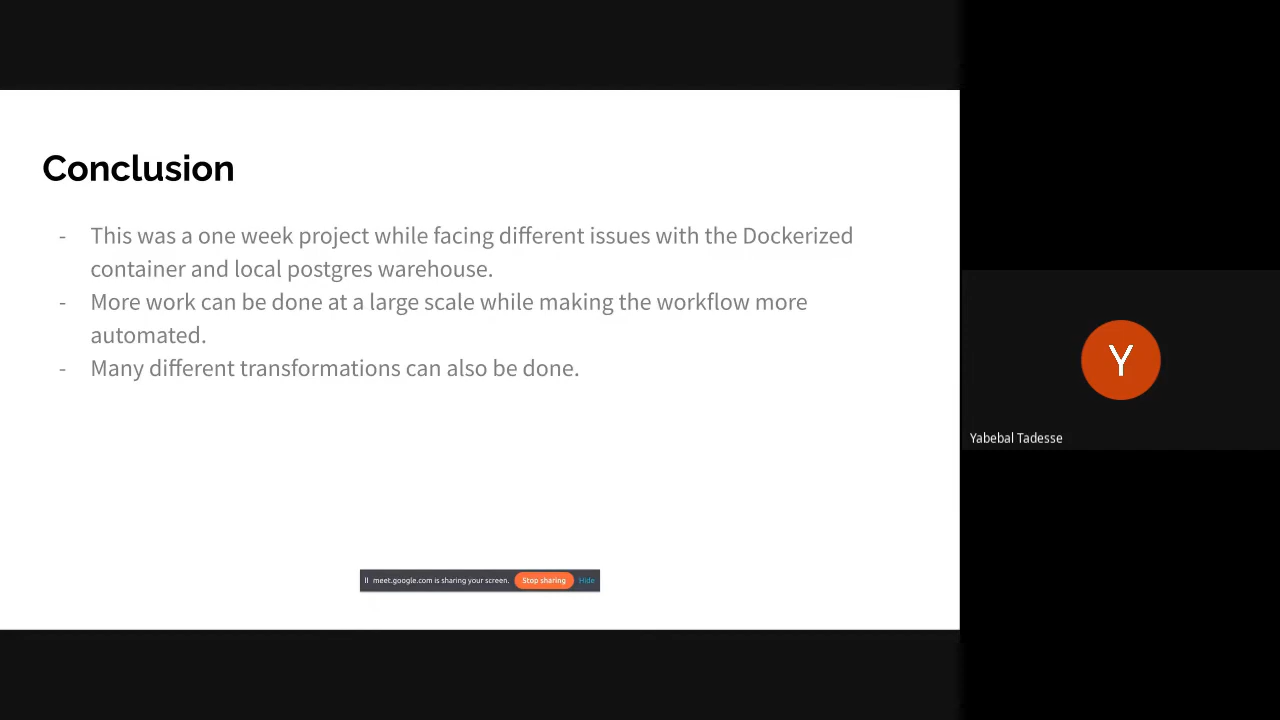 Conclusion
- This was a one week project while facing different issues with the Dockerized
container and local postgres warehouse.
- More work can be done at a large scale while making the workflow more
automated.
- Many different transformations can also be done.
Y
Yabebal Tadesse
meet.google.com is sharing your screen. Stop sharing Hide